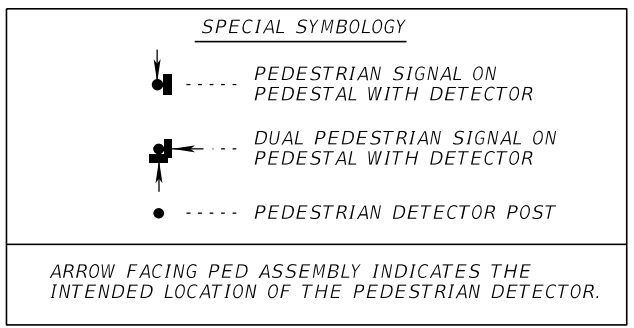 SPECIAL SYMBOLOGY
PEDESTRIAN SIGNAL ON
PEDESTAL WITH DETECTOR
DUAL PEDESTRIAN SIGNAL ON
PEDESTAL WITH DETECTOR
PEDESTRIAN DETECTOR POST
ARROW FACING PED ASSEMBLY INDICATES THE
INTENDED LOCATION OF THE PEDESTRIAN DETECTOR.